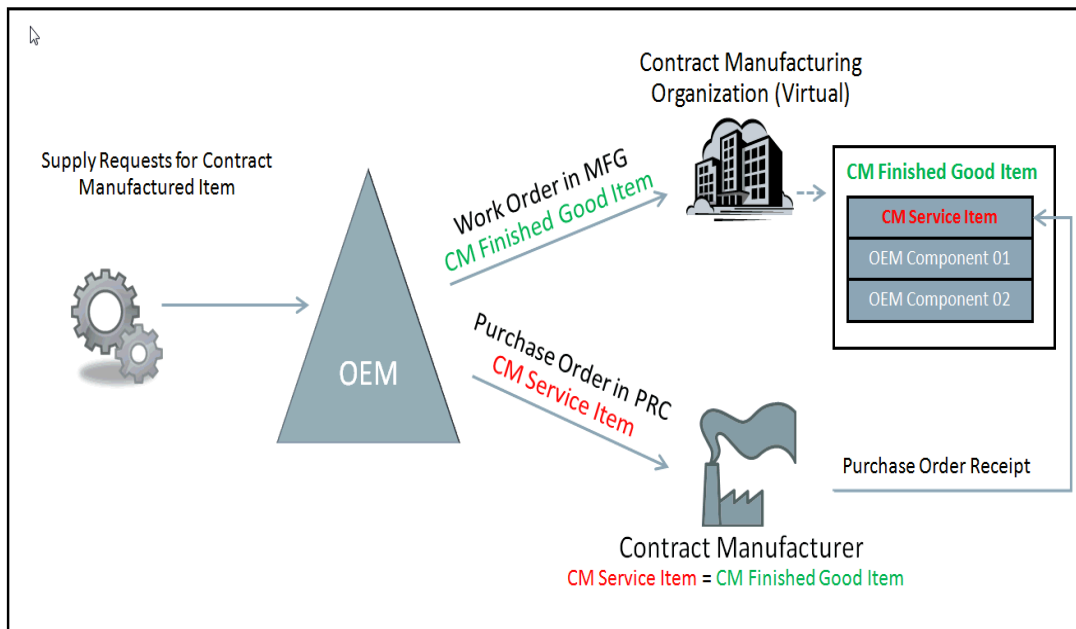 Supply Requests for Contract
Manufactured Item
OEM
Work Order in MFG
CM Finished Good Item
Purchase Order in PRC
CM Service Item
Contract Manufacturing
Organization (Virtual)
CM Finished Good Item
CM Service Item
OEM Component 01
OEM Component 02
Purchase Order Receipt
Contract Manufacturer
CM Service Item = CM Finished Good Item